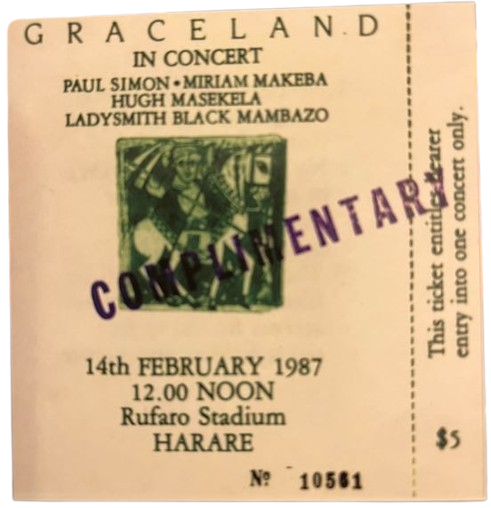 GRACELAND
IN CONCERT
PAUL SIMON • MIRIAM MAKEBA
HUGH MASEKELA
LADYSMITH BLACK MAMBAZO
COMPLIMENTARY
14th FEBRUARY 1987
12.00 NOON
Rufaro Stadium
HARARE
No 10561
This ticket entitles bearer
entry into one concert only.
$5